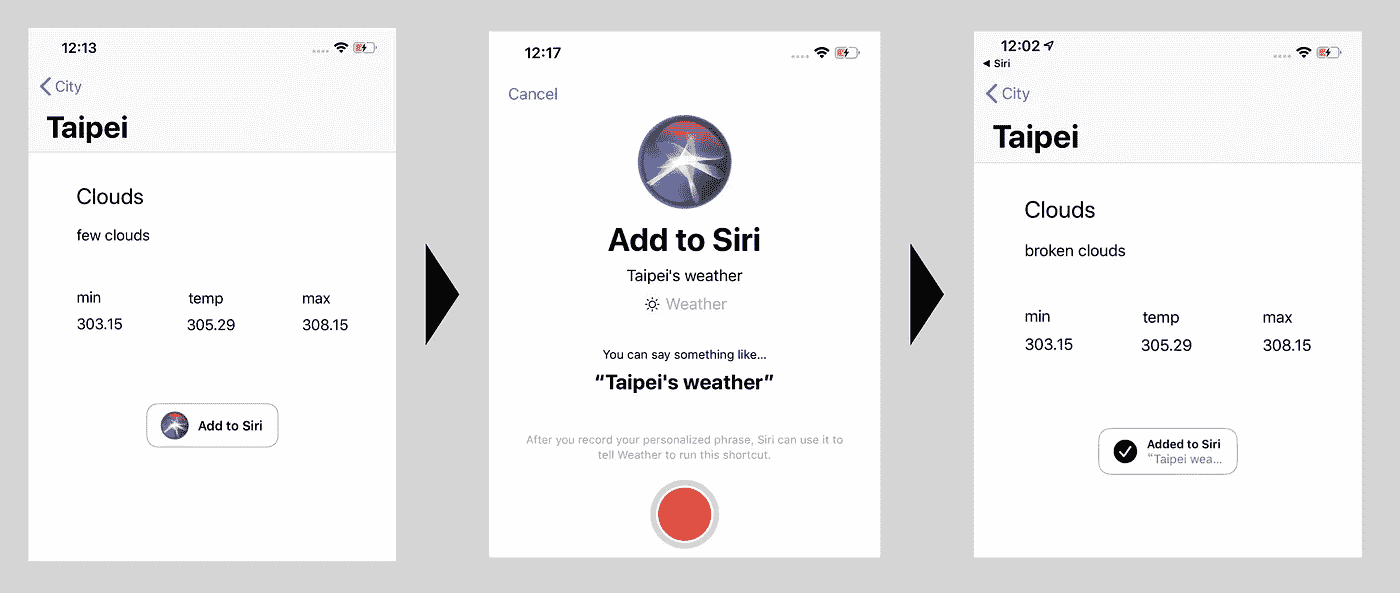 12:13
City
Taipei
Clouds
few clouds
min temp max
303.15 305.29 308.15
Add to Siri
12:17
Cancel
Add to Siri
Taipei's weather
Weather
You can say something like...
“Taipei's weather”
After you record your personalized phrase, Siri can use it to
tell Weather to run this shortcut.
12:02
Siri
City
Taipei
Clouds
broken clouds
min temp max
303.15 305.29 308.15
Added to Siri
“Taipei wea...